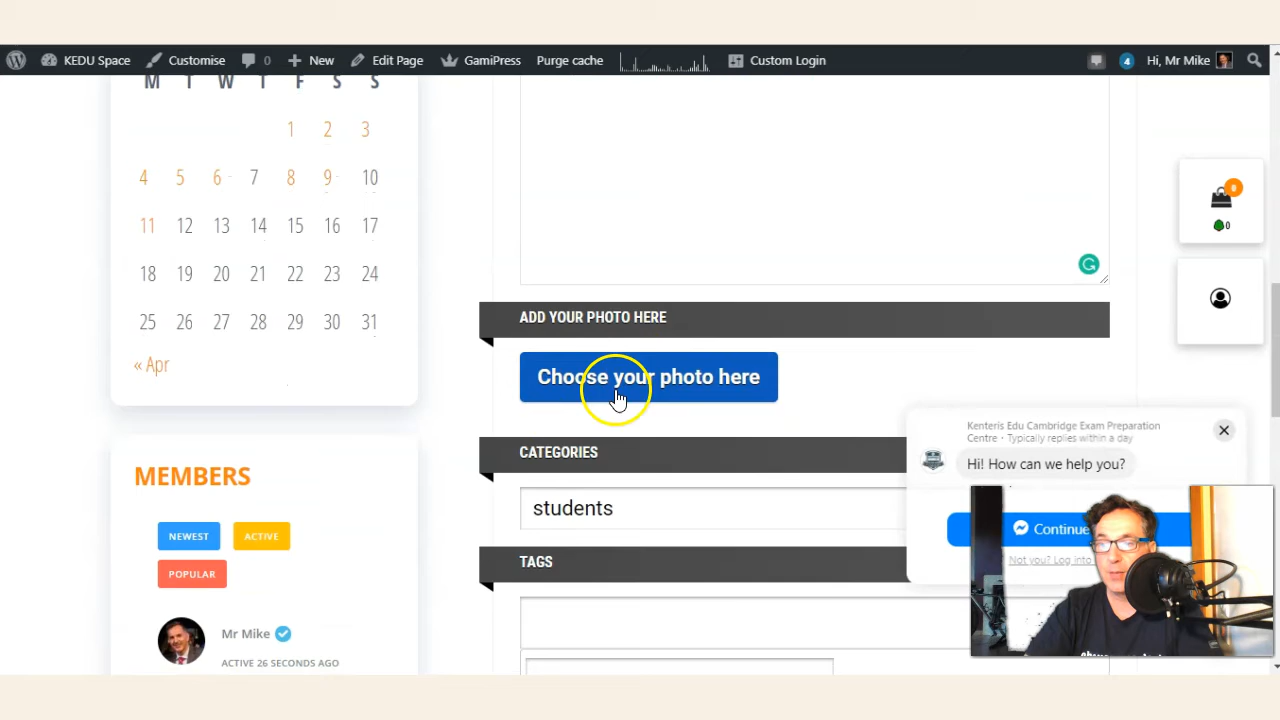 KEDU Space Customise 0 New Edit Page GamiPress Purge cache Custom Login 4 Hi, Mr Mike
M T W T F S S
1 2 3
4 5 6 7 8 9 10
11 12 13 14 15 16 17
18 19 20 21 22 23 24
25 26 27 28 29 30 31
« Apr
MEMBERS
NEWEST ACTIVE
POPULAR
Mr Mike
ACTIVE 26 SECONDS AGO
ADD YOUR PHOTO HERE
Choose your photo here
CATEGORIES
students
TAGS
0
0
Kenteris Edu Cambridge Exam Preparation
Centre • Typically replies within a day
Hi! How can we help you?
Continue
Not you? Log into